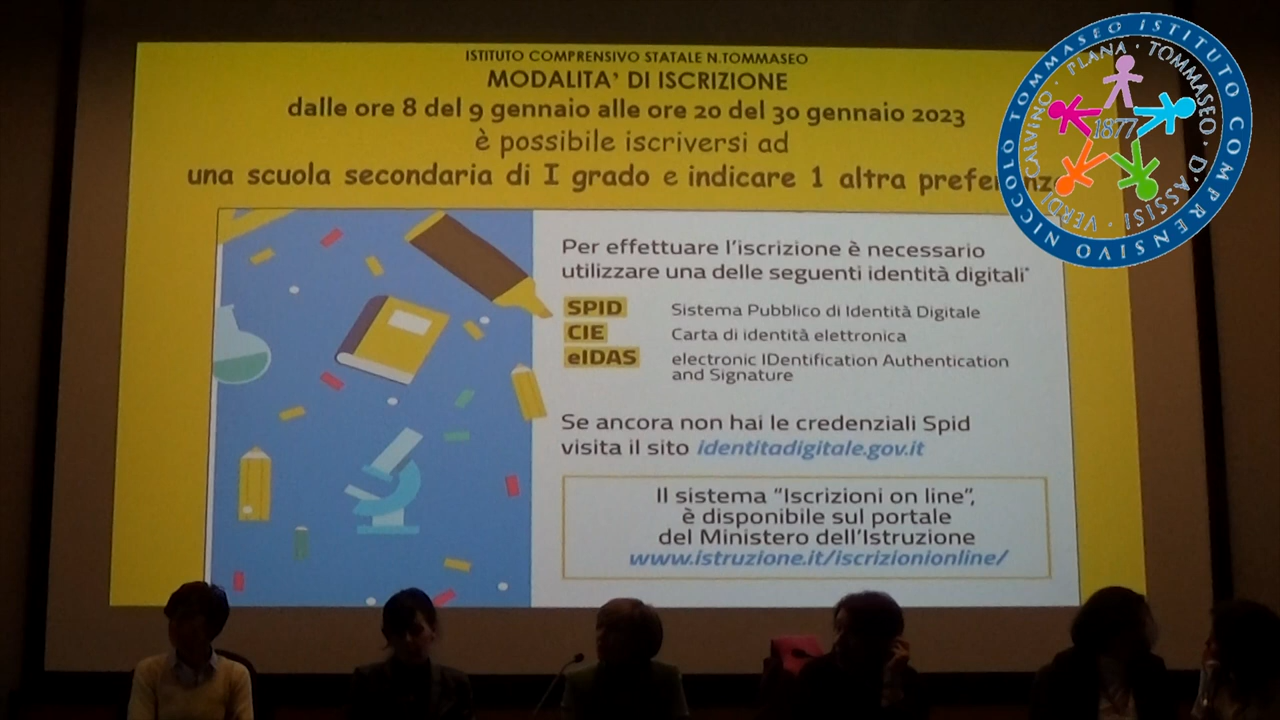 ISTITUTO COMPRENSIVO STATALE N.TOMMASEO
MODALITA' DI ISCRIZIONE
dalle ore 8 del 9 gennaio alle ore 20 del 30 gennaio 2023
è possibile iscriversi ad
una scuola secondaria di I grado e indicare 1 altra preferenza
Per effettuare l'iscrizione è necessario
utilizzare una delle seguenti identità digitali*
SPID Sistema Pubblico di Identità Digitale
CIE Carta di identità elettronica
eIDAS electronic IDentification Authentication
and Signature
Se ancora non hai le credenziali Spid
visita il sito identitadigitale.gov.it
Il sistema "Iscrizioni on line",
è disponibile sul portale
del Ministero dell'Istruzione
www.istruzione.it/iscrizionionline/
ISTITUTO COMPRENSIVO NICCOLÒ TOMMASEO
VERDI · CALVINO · PLANA · TOMMASEO · D'ASSISI ·
1877